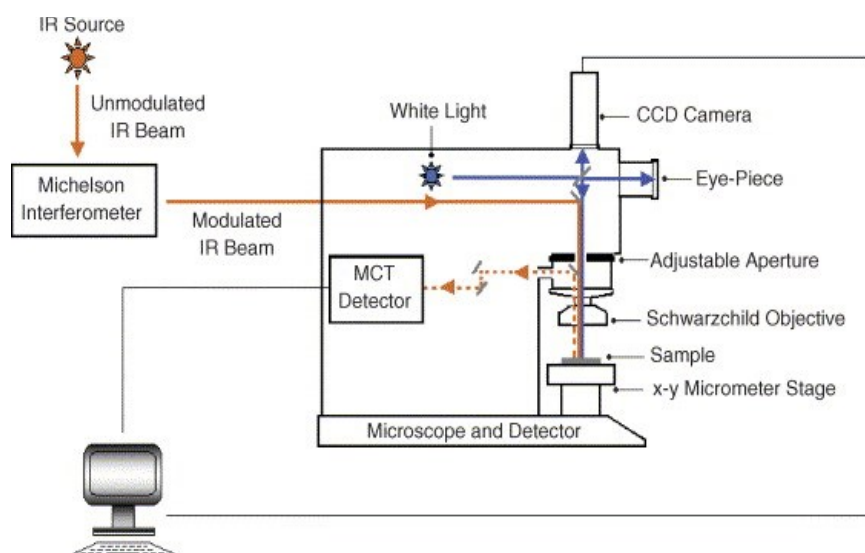 IR Source
Unmodulated
IR Beam
White Light
CCD Camera
Eye-Piece
Michelson
Interferometer
Modulated
IR Beam
MCT
Detector
Adjustable Aperture
Schwarzchild Objective
Sample
x-y Micrometer Stage
Microscope and Detector